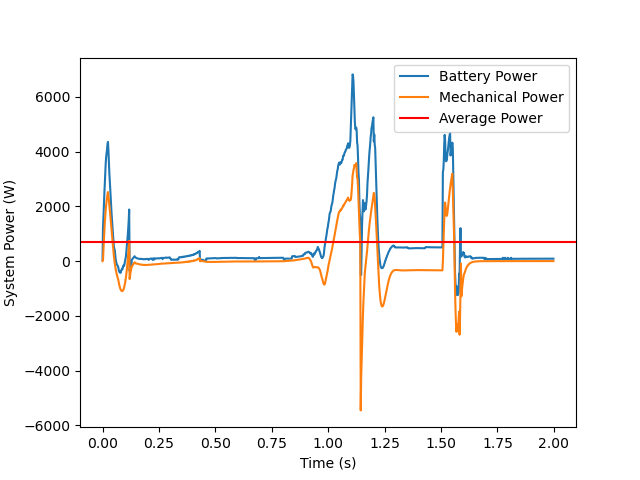 Battery Power
Mechanical Power
Average Power
System Power (W)
6000
4000
2000
0
−2000
−4000
−6000
0.00 0.25 0.50 0.75 1.00 1.25 1.50 1.75 2.00
Time (s)